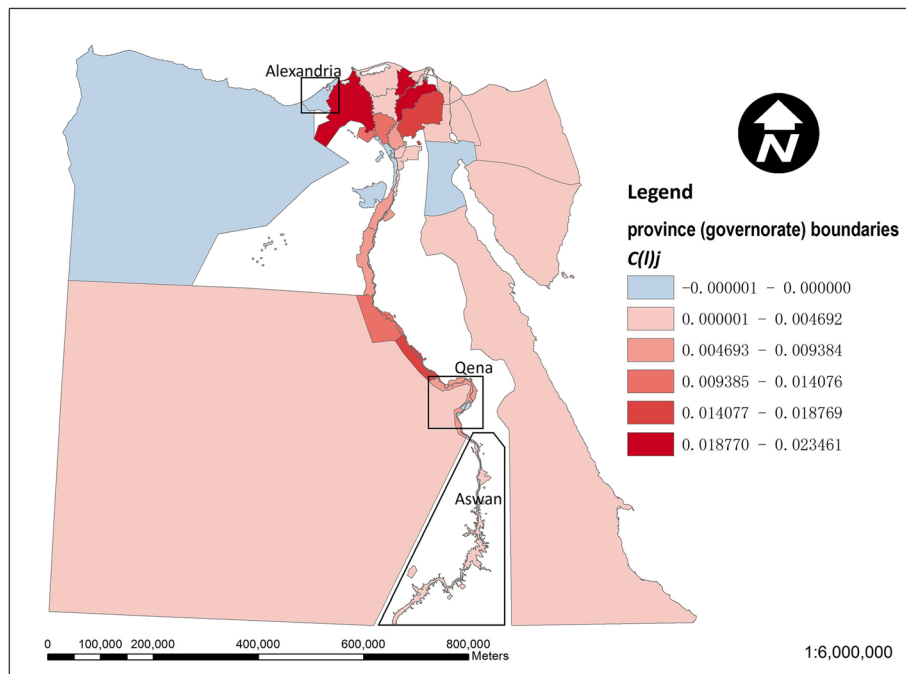 Alexandria
N
Legend
province (governorate) boundaries
C(I)j
-0.000001 - 0.000000
0.000001 - 0.004692
0.004693 - 0.009384
0.009385 - 0.014076
0.014077 - 0.018769
0.018770 - 0.023461
Qena
Aswan
0 100,000 200,000 400,000 600,000 800,000
Meters
1:6,000,000